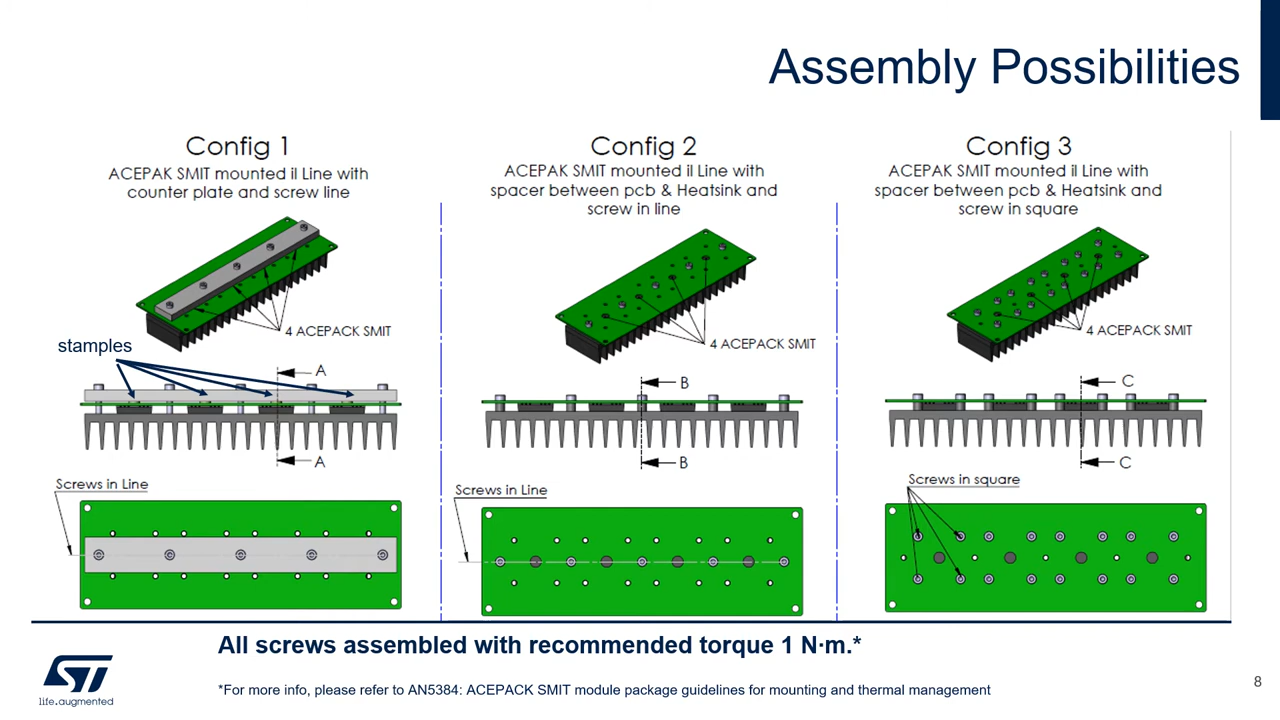 Assembly Possibilities
Config 1
ACEPAK SMIT mounted il Line with
counter plate and screw line
4 ACEPACK SMIT
stamples
A
A
Screws in Line
Config 2
ACEPAK SMIT mounted il Line with
spacer between pcb & Heatsink and
screw in line
4 ACEPACK SMIT
B
B
Screws in Line
Config 3
ACEPAK SMIT mounted il Line with
spacer between pcb & Heatsink and
screw in square
4 ACEPACK SMIT
C
C
Screws in square
All screws assembled with recommended torque 1 N·m.*
*For more info, please refer to AN5384: ACEPACK SMIT module package guidelines for mounting and thermal management
ST
life.augmented
8